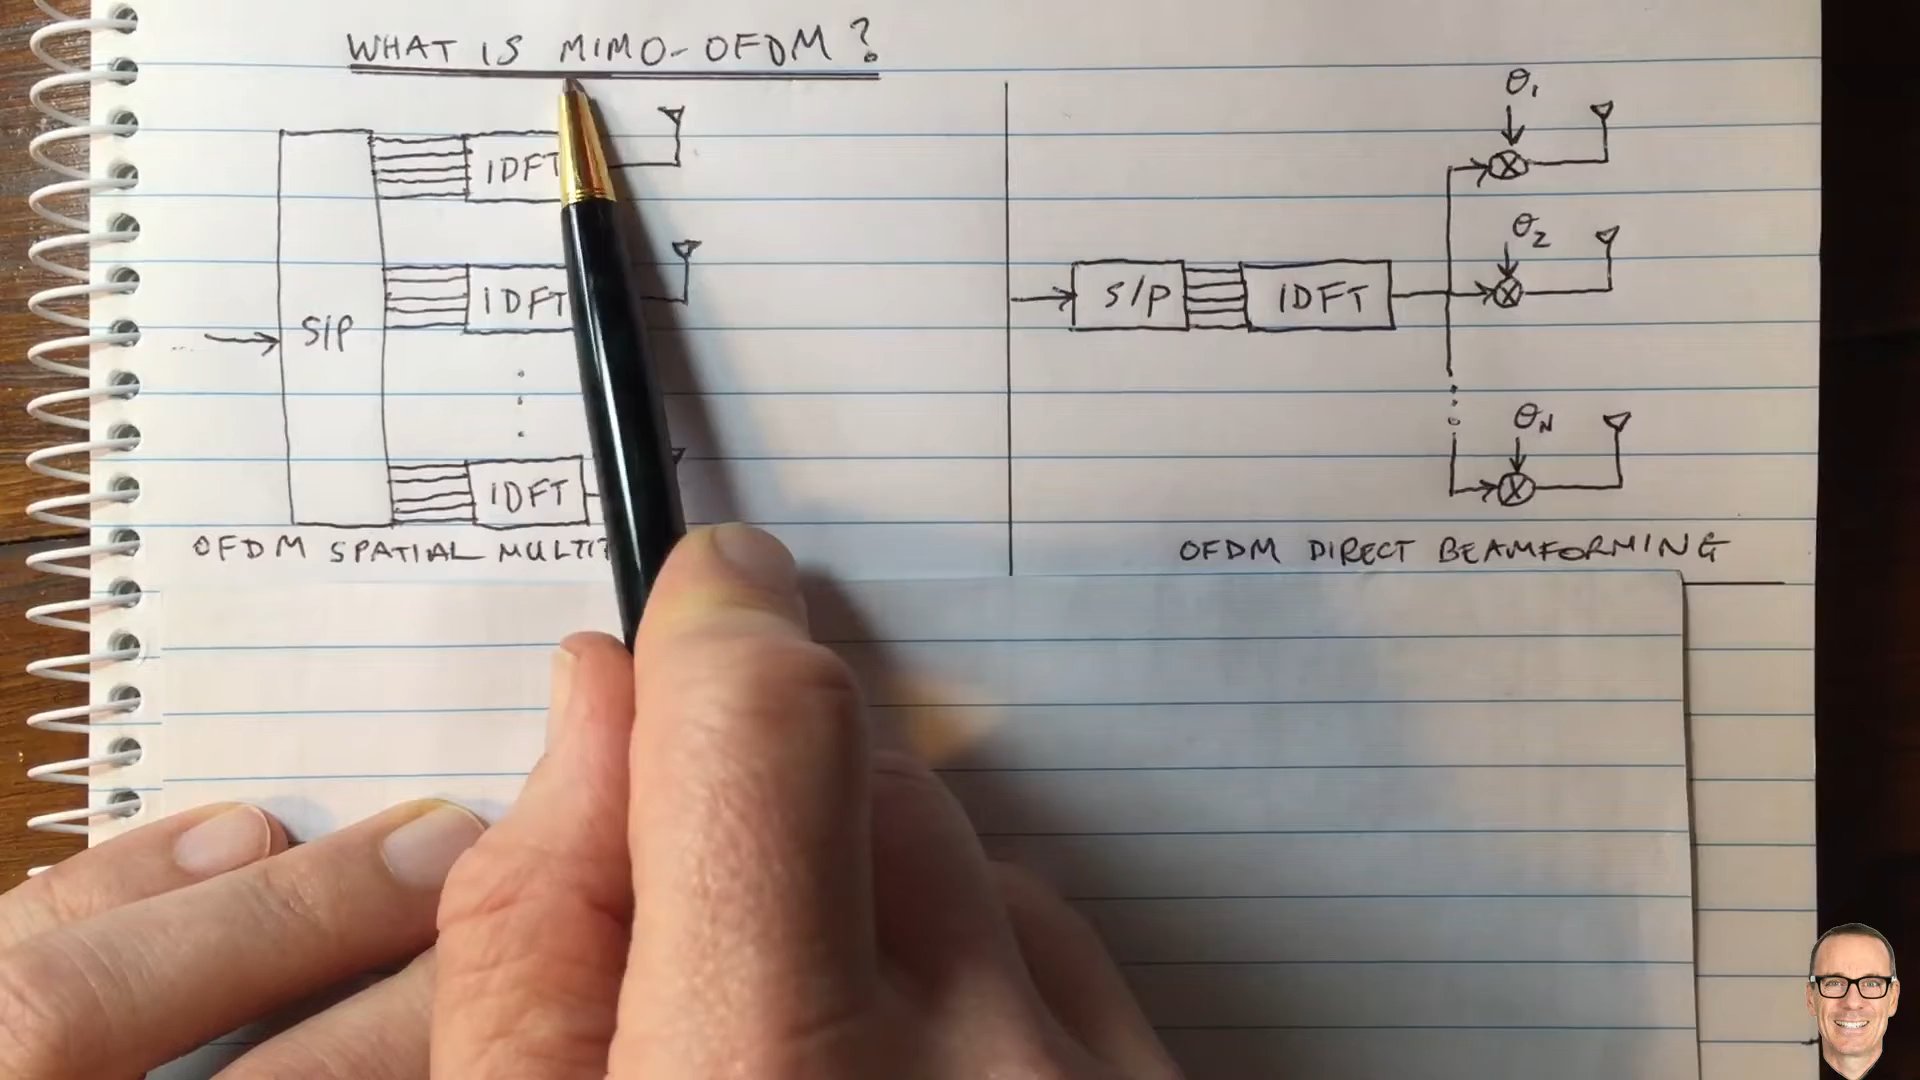 WHAT IS MIMO-OFDM?
IDFT
IDFT
S/P
IDFT
OFDM SPATIAL
θ1
θ2
S/P
IDFT
θN
OFDM DIRECT BEAMFORMING